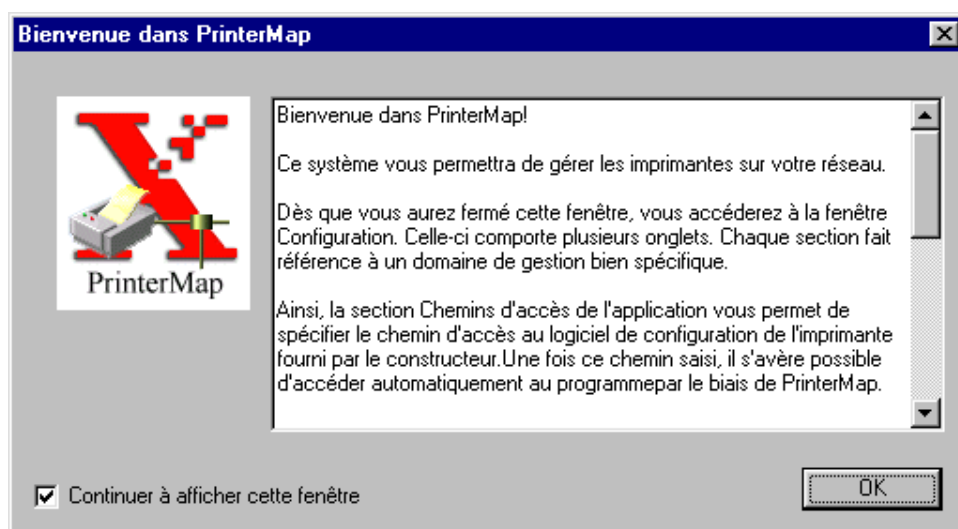 Bienvenue dans PrinterMap
Bienvenue dans PrinterMap!
Ce système vous permettra de gérer les imprimantes sur votre réseau.
Dès que vous aurez fermé cette fenêtre, vous accéderez à la fenêtre
Configuration. Celle-ci comporte plusieurs onglets. Chaque section fait
référence à un domaine de gestion bien spécifique.
Ainsi, la section Chemins d'accès de l'application vous permet de
spécifier le chemin d'accès au logiciel de configuration de l'imprimante
fourni par le constructeur.Une fois ce chemin saisi, il s'avère possible
d'accéder automatiquement au programmepar le biais de PrinterMap.
PrinterMap
Continuer à afficher cette fenêtre
OK